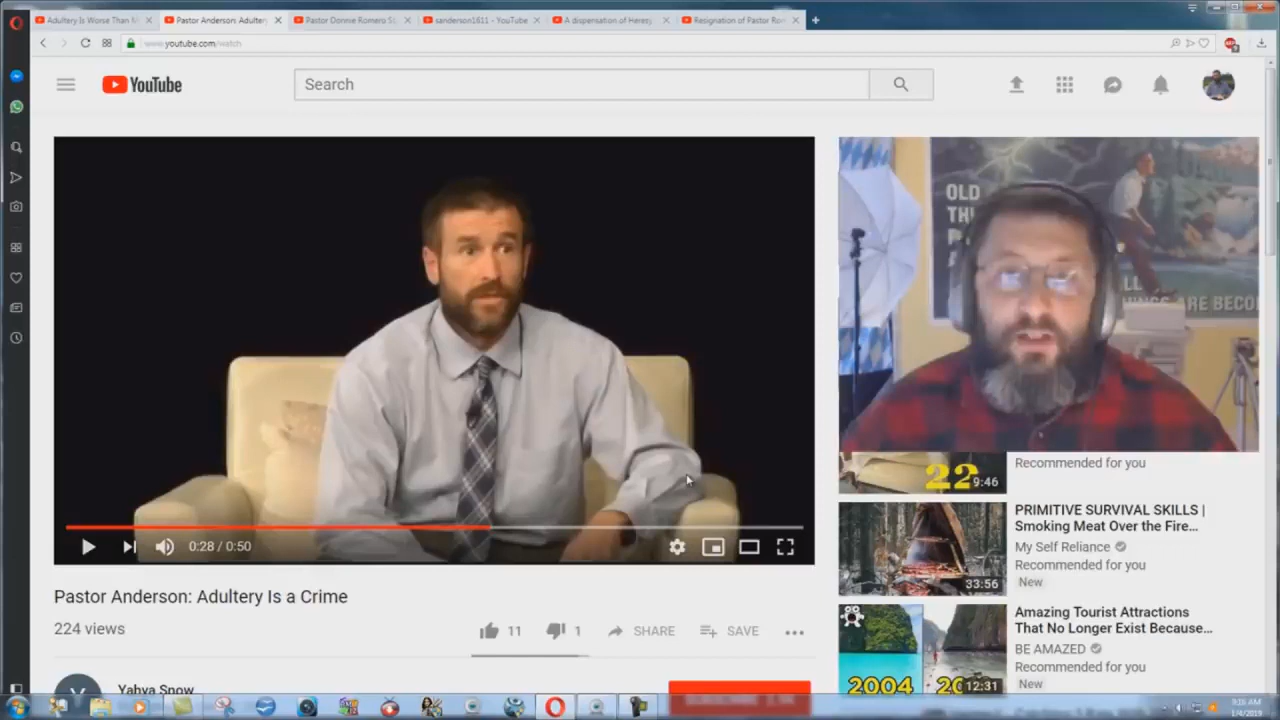 Adultery Is Worse Than M
Pastor Anderson: Adultery
Pastor Donnie Romero St
sanderson1611 - YouTube
A dispensation of Heresy
Resignation of Pastor Ro
www.youtube.com/watch
YouTube
Search
OLD
TH
ARE BECO
22
9:46
Recommended for you
PRIMITIVE SURVIVAL SKILLS |
Smoking Meat Over the Fire...
My Self Reliance
Recommended for you
New
33:56
0:28 / 0:50
Pastor Anderson: Adultery is a Crime
224 views
11
1
SHARE
SAVE
Amazing Tourist Attractions
That No Longer Exist Because...
BE AMAZED
Recommended for you
New
2004
12:31
Yahya Snow
9:16 AM
1/4/2019